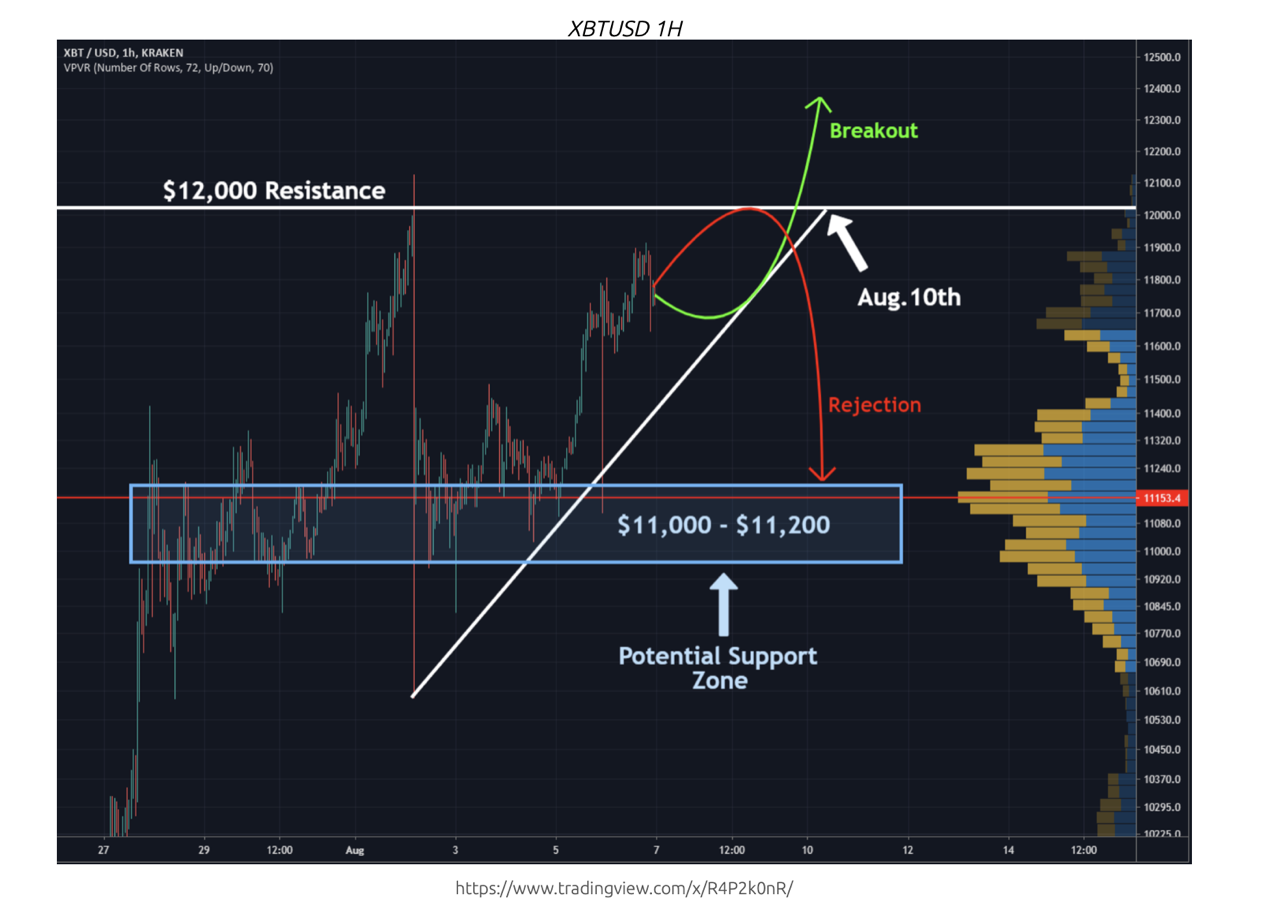 XBTUSD 1H
XBT / USD, 1h, KRAKEN
VPVR (Number Of Rows, 72, Up/Down, 70)
12500.0
12400.0
12300.0
Breakout
12200.0
$12,000 Resistance
12100.0
12000.0
11900.0
Aug.10th
11800.0
11700.0
11600.0
11500.0
Rejection
11400.0
11320.0
11240.0
11153.4
$11,000 - $11,200
11080.0
11000.0
10920.0
10845.0
10770.0
Potential Support
Zone
10690.0
10610.0
10530.0
10450.0
10370.0
10295.0
10225.0
27 29 12:00 Aug 3 5 7 12:00 10 12 14 12:00
https://www.tradingview.com/x/R4P2k0nR/